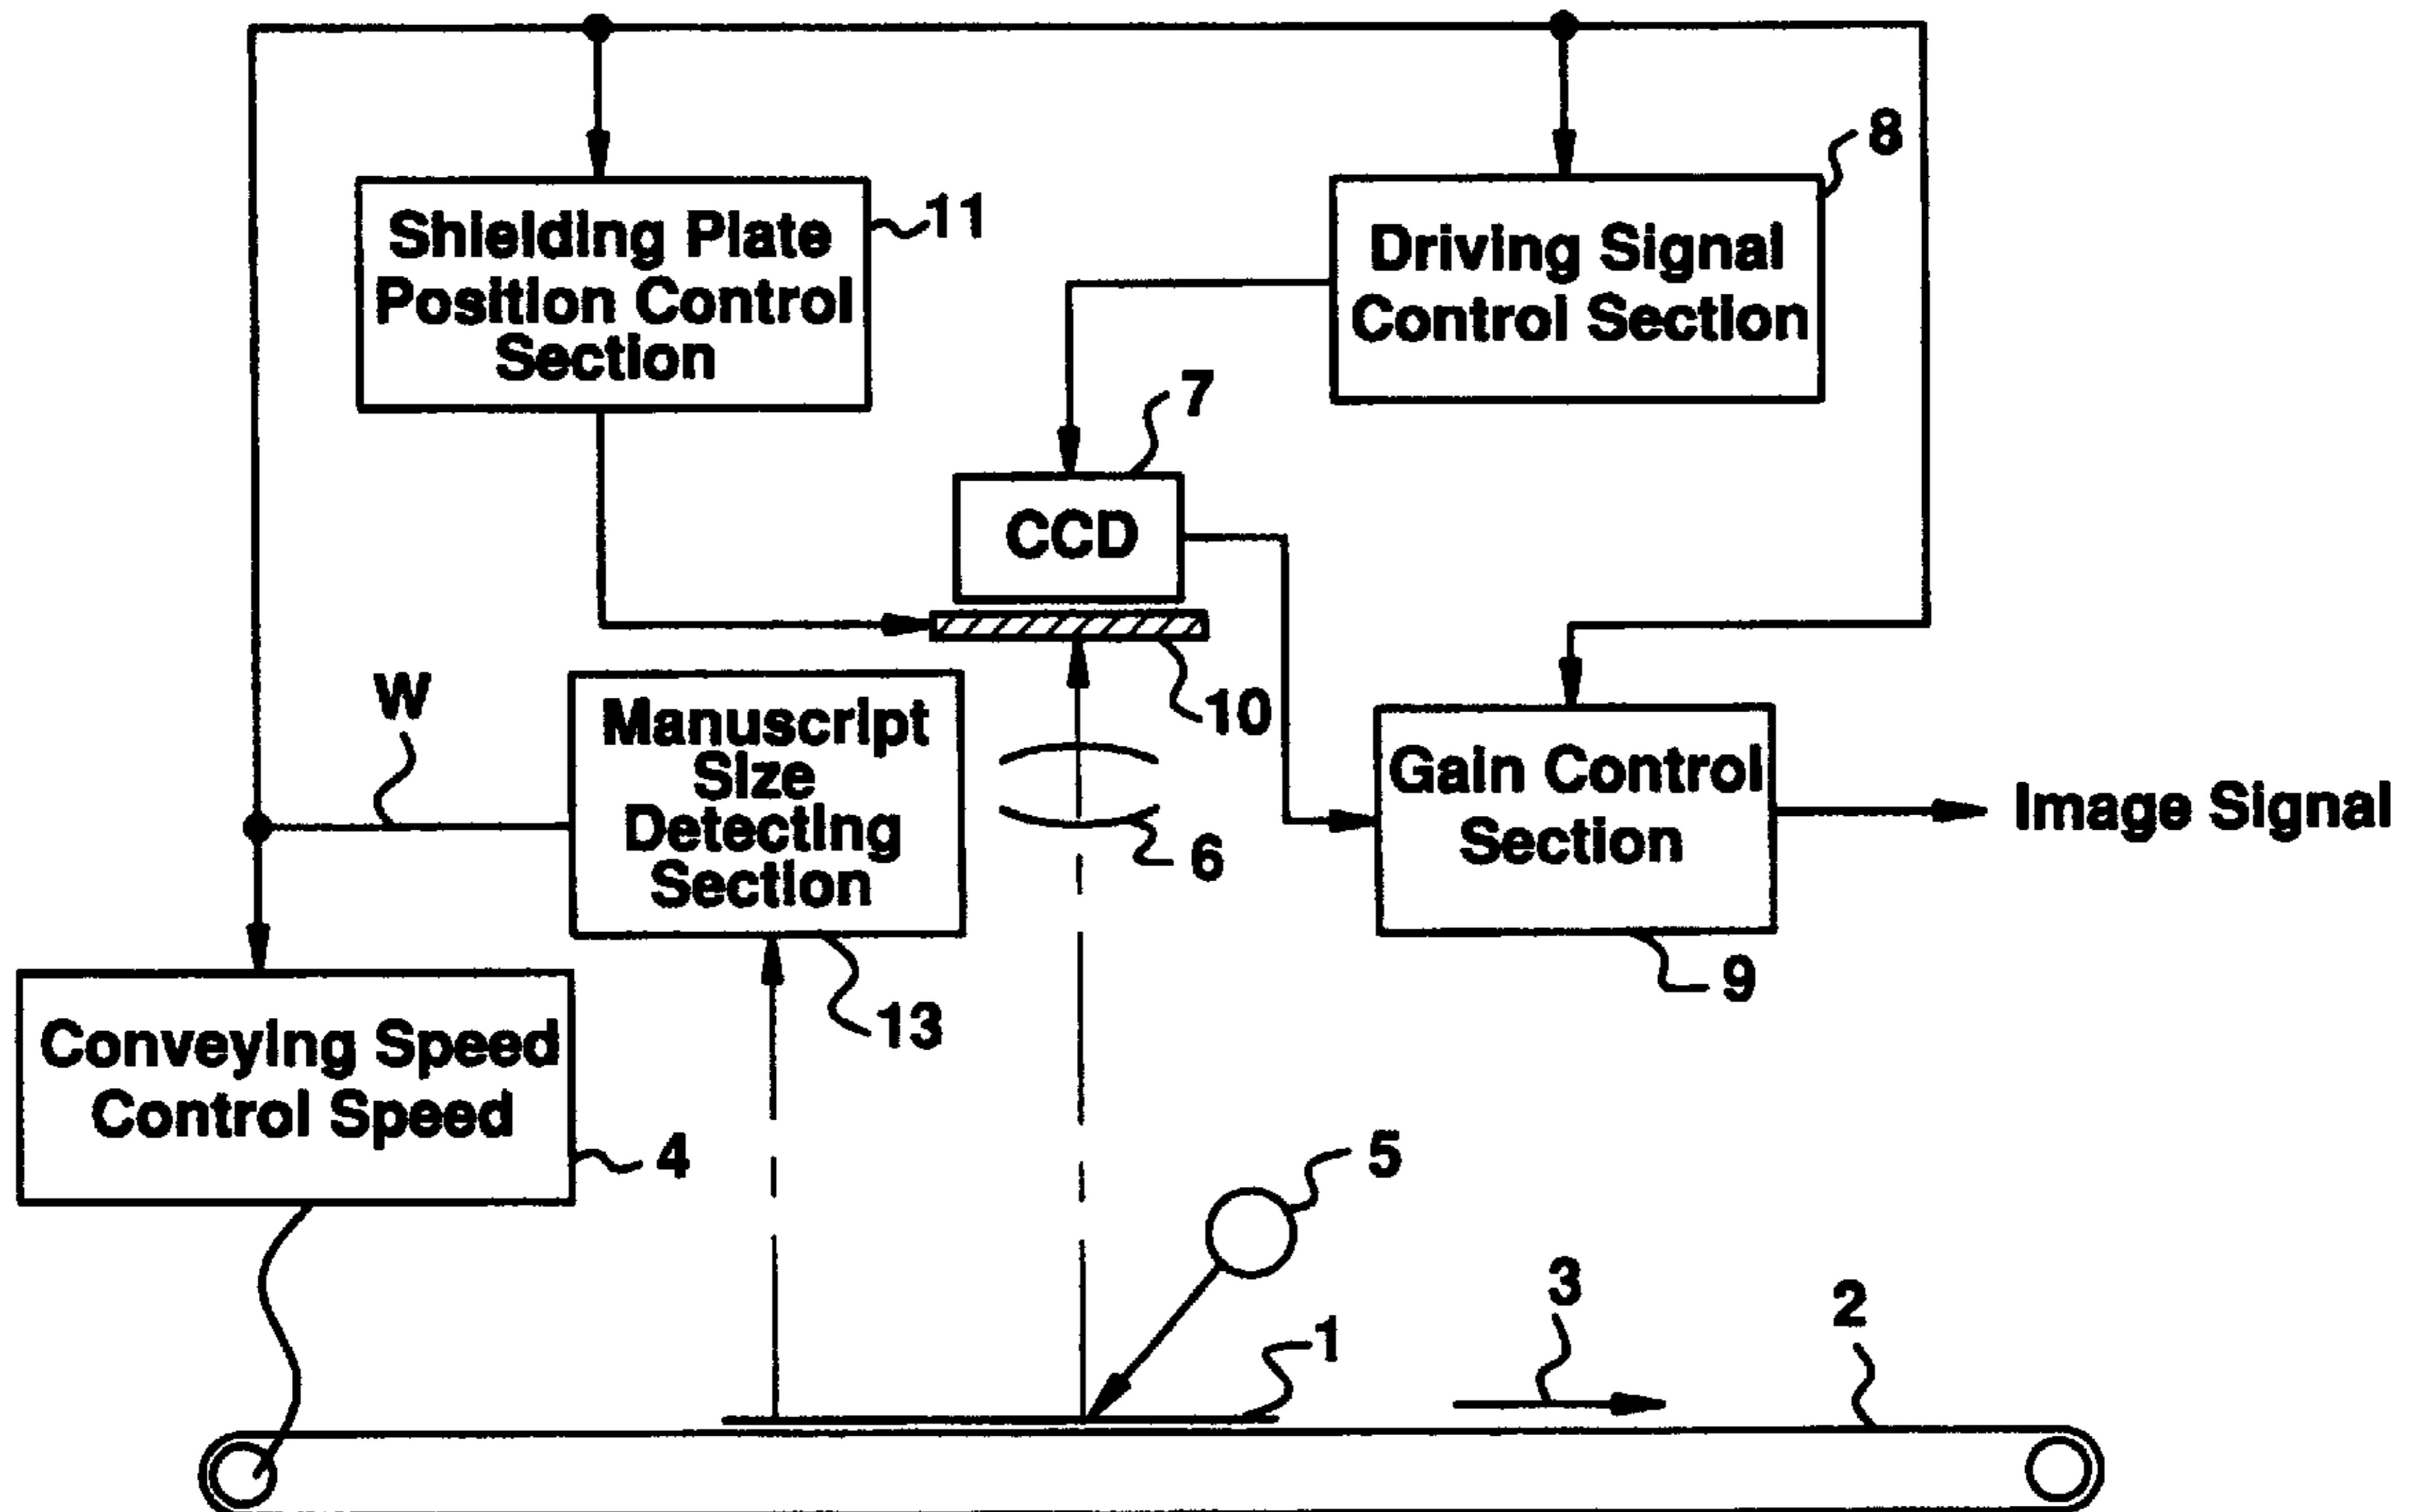 8
Shielding Plate
Position Control
Section
11
Driving Signal
Control Section
7
CCD
W
10
Manuscript
Size
Detecting
Section
Gain Control
Section
Image Signal
6
9
13
Conveying Speed
Control Speed
4
5
3
2
1